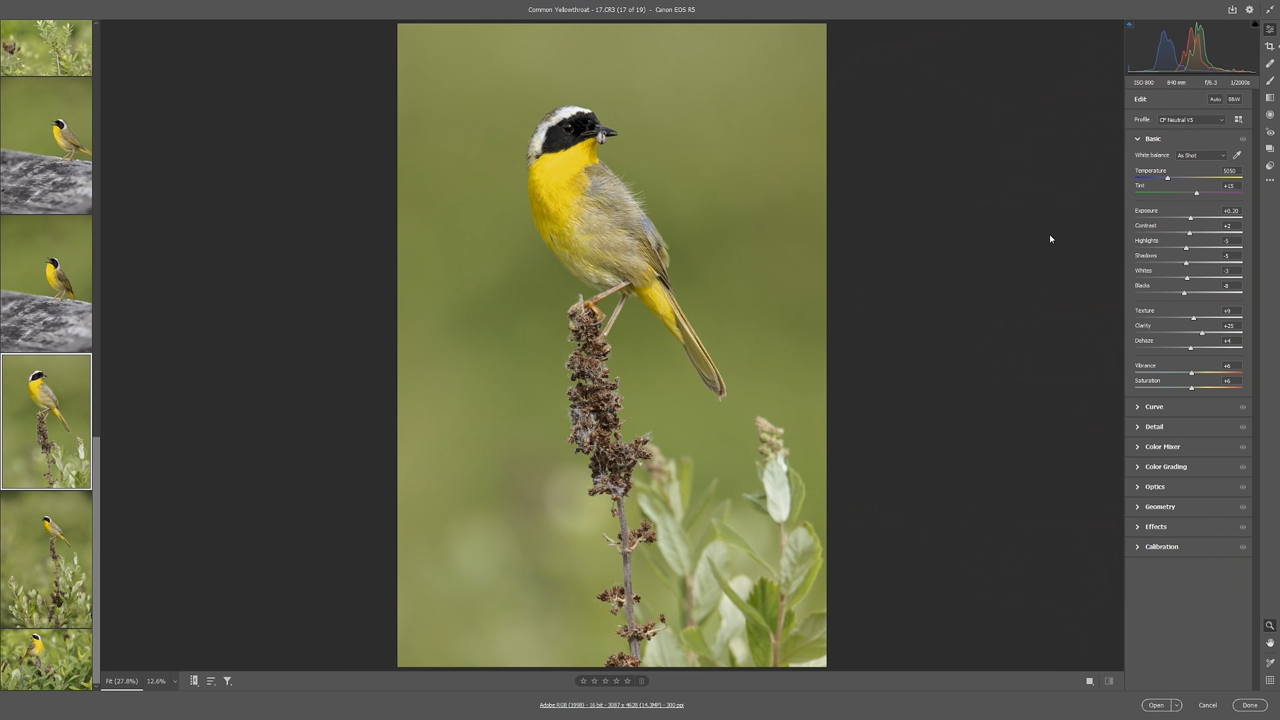 Common Yellowthroat - 17.CR3 (17 of 19) - Canon EOS R5
ISO 800 840 mm f/6.3 1/2000s
Edit Auto B&W
Profile CP Neutral V5
Basic
White balance As Shot
Temperature 5050
Tint +15
Exposure +0.20
Contrast +2
Highlights -5
Shadows -5
Whites -3
Blacks -8
Texture +9
Clarity +25
Dehaze +4
Vibrance +6
Saturation +6
Curve
Detail
Color Mixer
Color Grading
Optics
Geometry
Effects
Calibration
Fit (27.8%) 12.6%
Adobe RGB (1998) - 16 bit - 3087 x 4628 (14.3MP) - 300 ppi
Open Cancel Done